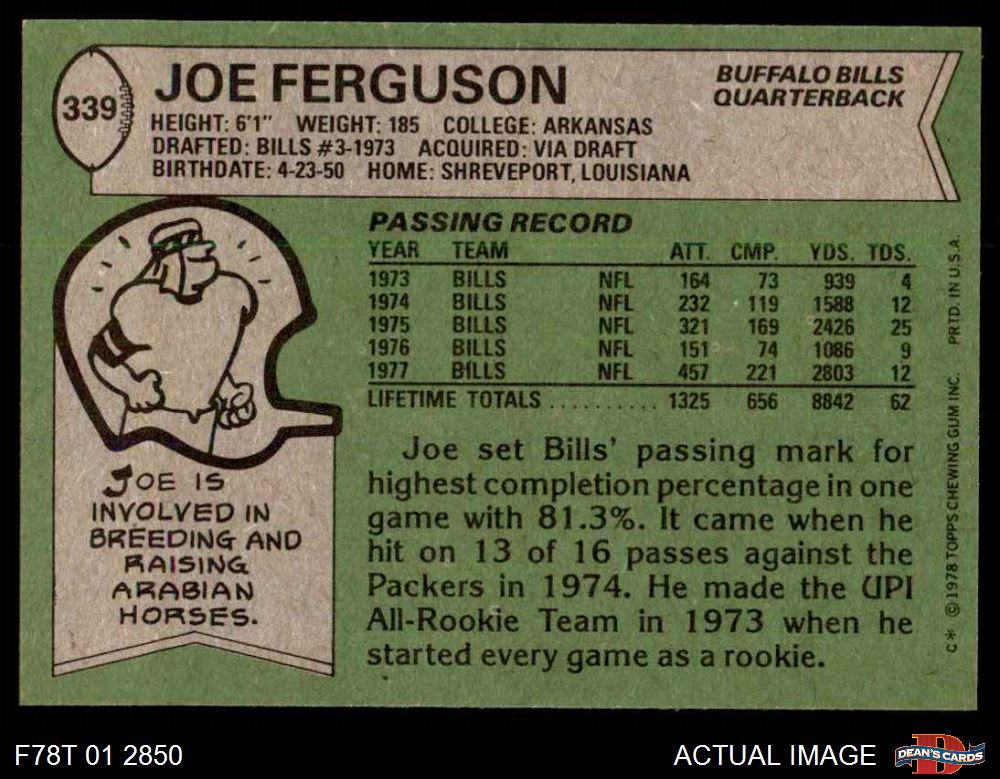 339
JOE FERGUSON
BUFFALO BILLS
QUARTERBACK
HEIGHT: 6'1" WEIGHT: 185 COLLEGE: ARKANSAS
DRAFTED: BILLS #3-1973 ACQUIRED: VIA DRAFT
BIRTHDATE: 4-23-50 HOME: SHREVEPORT, LOUISIANA
PASSING RECORD
YEAR TEAM ATT. CMP. YDS. TDS.
1973 BILLS NFL 164 73 939 4
1974 BILLS NFL 232 119 1588 12
1975 BILLS NFL 321 169 2426 25
1976 BILLS NFL 151 74 1086 9
1977 BILLS NFL 457 221 2803 12
LIFETIME TOTALS .......... 1325 656 8842 62
Joe set Bills' passing mark for
highest completion percentage in one
game with 81.3%. It came when he
hit on 13 of 16 passes against the
Packers in 1974. He made the UPI
All-Rookie Team in 1973 when he
started every game as a rookie.
JOE IS
INVOLVED IN
BREEDING AND
RAISING
ARABIAN
HORSES.
C* ©1978 TOPPS CHEWING GUM INC. PRTD. IN U.S.A.
F78T 01 2850
ACTUAL IMAGE
D
DEAN'S CARDS